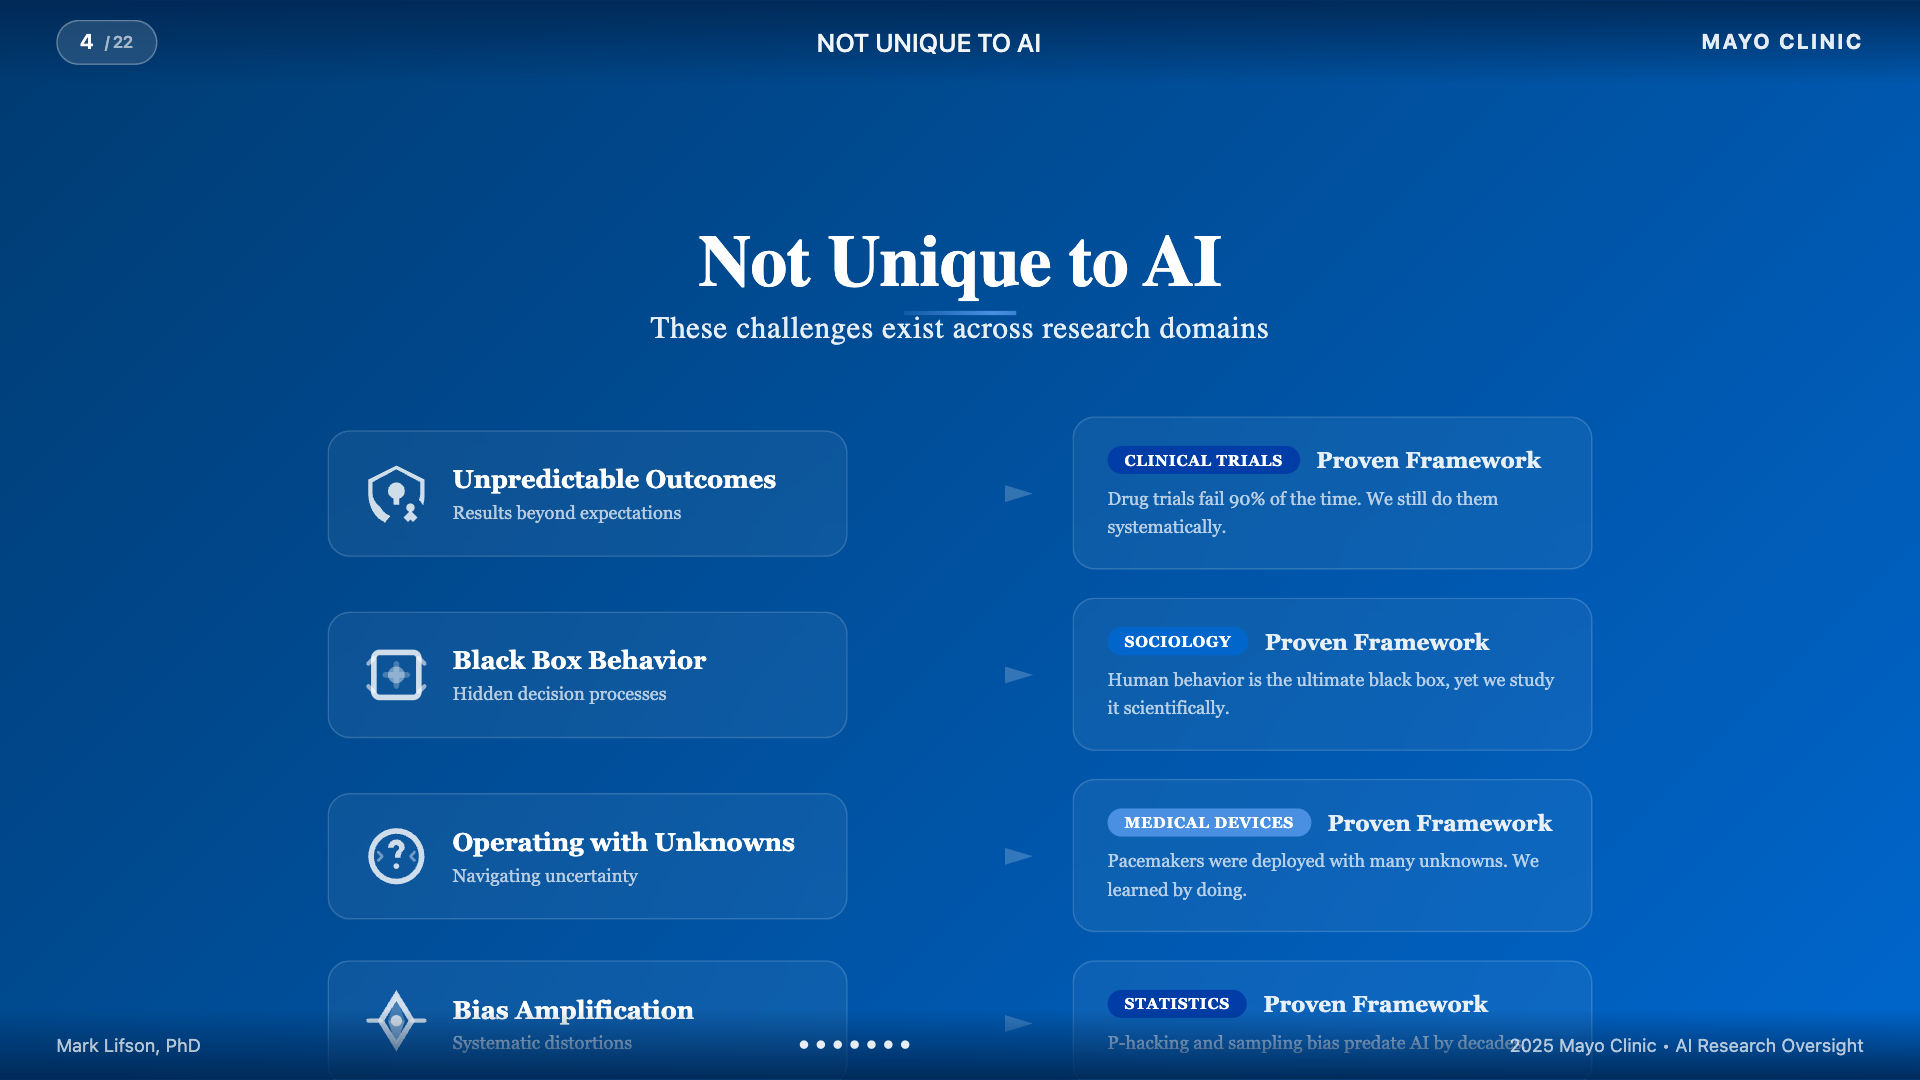 4 /22
NOT UNIQUE TO AI
MAYO CLINIC
Not Unique to AI
These challenges exist across research domains
Unpredictable Outcomes
Results beyond expectations
CLINICAL TRIALS Proven Framework
Drug trials fail 90% of the time. We still do them
systematically.
Black Box Behavior
Hidden decision processes
SOCIOLOGY Proven Framework
Human behavior is the ultimate black box, yet we study
it scientifically.
Operating with Unknowns
Navigating uncertainty
MEDICAL DEVICES Proven Framework
Pacemakers were deployed with many unknowns. We
learned by doing.
Bias Amplification
Systematic distortions
STATISTICS Proven Framework
P-hacking and sampling bias predate AI by decades
Mark Lifson, PhD
2025 Mayo Clinic • AI Research Oversight